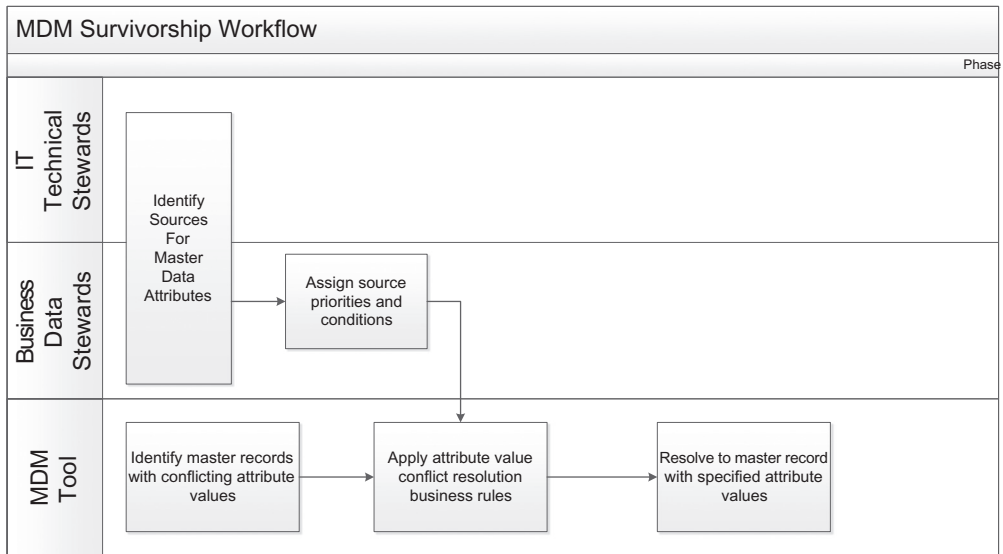 MDM Survivorship Workflow
Phase
IT
Technical
Stewards
Identify
Sources
For
Master
Data
Attributes
Business
Data
Stewards
Assign source
priorities and
conditions
MDM
Tool
Identify master records
with conflicting attribute
values
Apply attribute value
conflict resolution
business rules
Resolve to master record
with specified attribute
values